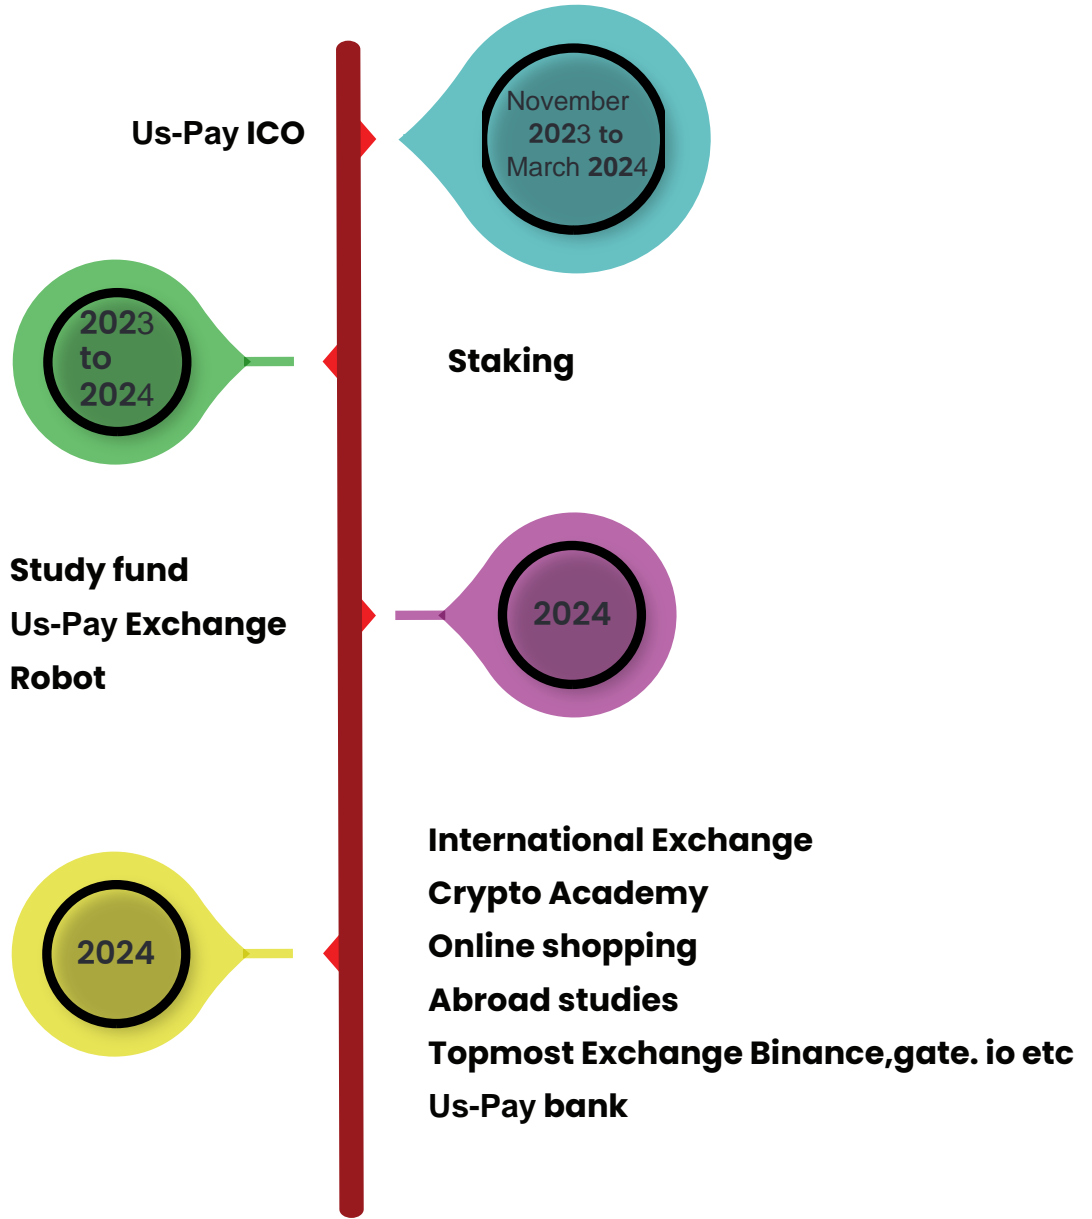 Us-Pay ICO
November
2023 to
March 2024
2023
to
2024
Staking
Study fund
Us-Pay Exchange
Robot
2024
2024
International Exchange
Crypto Academy
Online shopping
Abroad studies
Topmost Exchange Binance,gate. io etc
Us-Pay bank